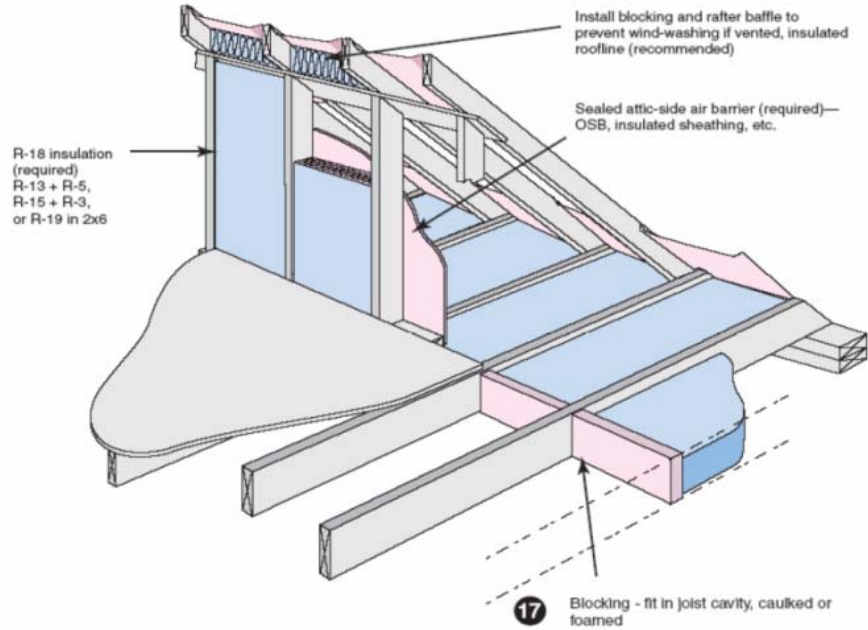 Install blocking and rafter baffle to
prevent wind-washing if vented, insulated
roofline (recommended)
Sealed attic-side air barrier (required)—
OSB, insulated sheathing, etc.
R-18 insulation
(required)
R-13 + R-5,
R-15 + R-3,
or R-19 in 2x6
17 Blocking - fit in joist cavity, caulked or
foamed